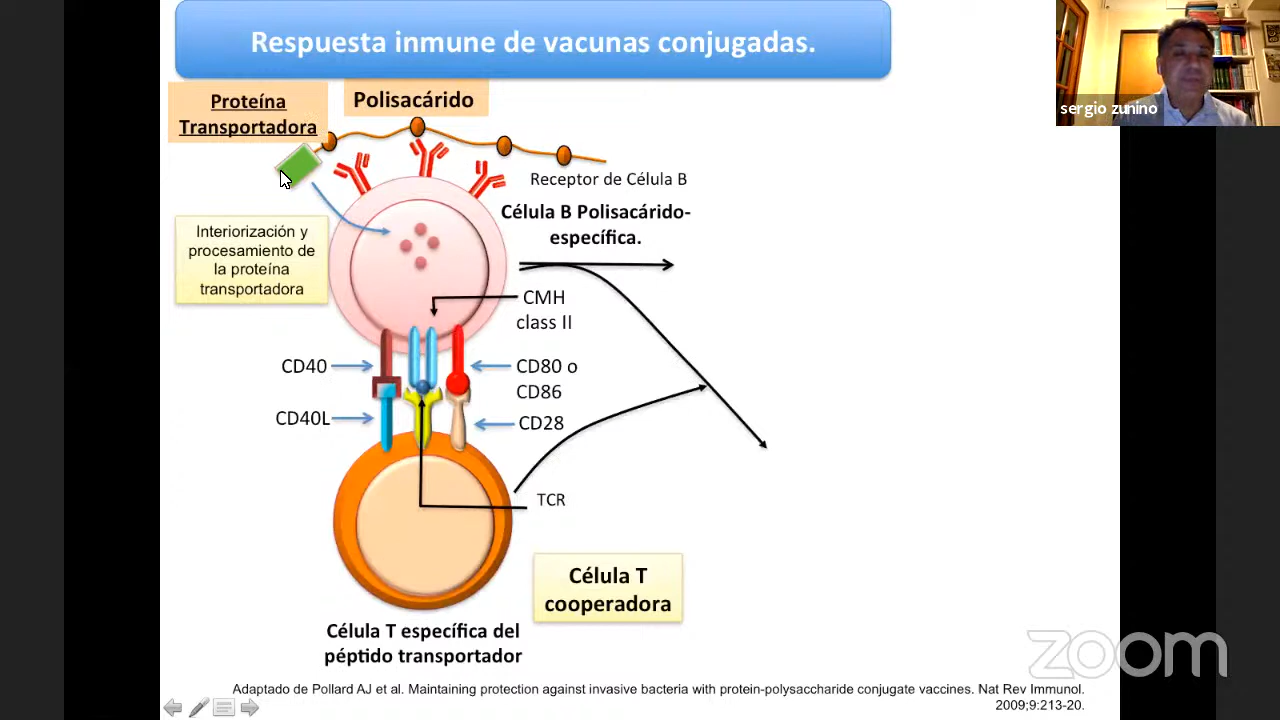 Respuesta inmune de vacunas conjugadas.
sergio zunino
Proteína
Transportadora
Polisacárido
Receptor de Célula B
Célula B Polisacárido-
específica.
Interiorización y
procesamiento de
la proteína
transportadora
CMH
class II
CD40
CD80 o
CD86
CD40L
CD28
TCR
Célula T
cooperadora
Célula T específica del
péptido transportador
zoom
Adaptado de Pollard AJ et al. Maintaining protection against invasive bacteria with protein-polysaccharide conjugate vaccines. Nat Rev Immunol.
2009;9:213-20.